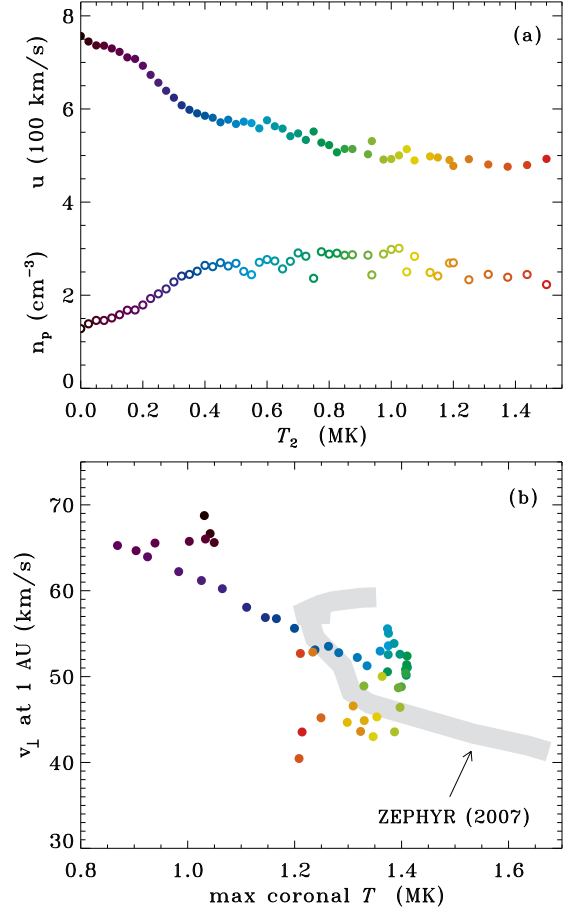 (a)
8
6
4
2
0
u (100 km/s)
n_p (cm⁻³)
0.0 0.2 0.4 0.6 0.8 1.0 1.2 1.4
T₂ (MK)
(b)
70
60
50
40
30
v⊥ at 1 AU (km/s)
ZEPHYR (2007)
0.8 1.0 1.2 1.4 1.6
max coronal T (MK)